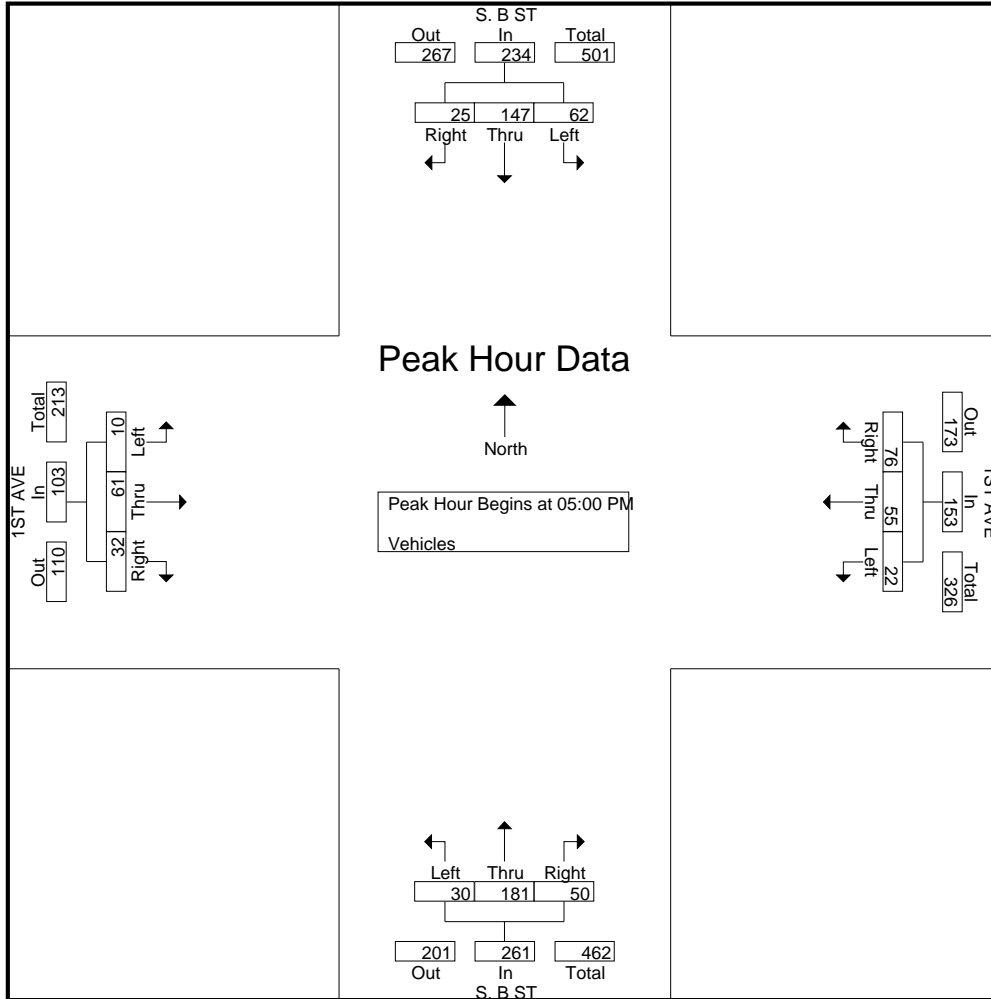 S. B ST
Out In Total
267 234 501
25 147 62
Right Thru Left
Peak Hour Data
North
Peak Hour Begins at 05:00 PM
Vehicles
1ST AVE
Total In Out
213 103 110
10 61 32
Left Thru Right
1ST AVE
Out In Total
173 153 326
76 55 22
Right Thru Left
Left Thru Right
30 181 50
201 261 462
Out In Total
S. B ST